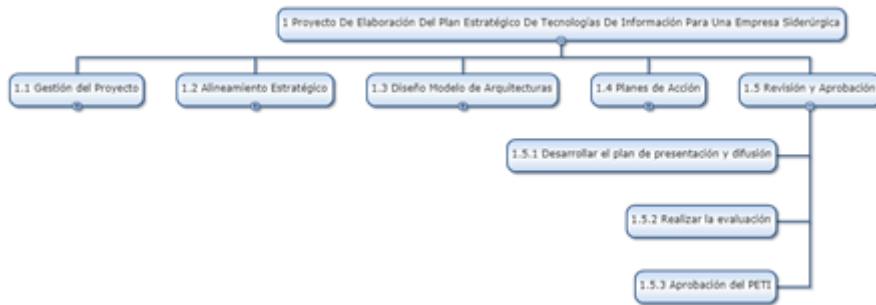 1 Proyecto De Elaboración Del Plan Estratégico De Tecnologías De Información Para Una Empresa Siderúrgica
1.1 Gestión del Proyecto
1.2 Alineamiento Estratégico
1.3 Diseño Modelo de Arquitecturas
1.4 Planes de Acción
1.5 Revisión y Aprobación
1.5.1 Desarrollar el plan de presentación y difusión
1.5.2 Realizar la evaluación
1.5.3 Aprobación del PETI